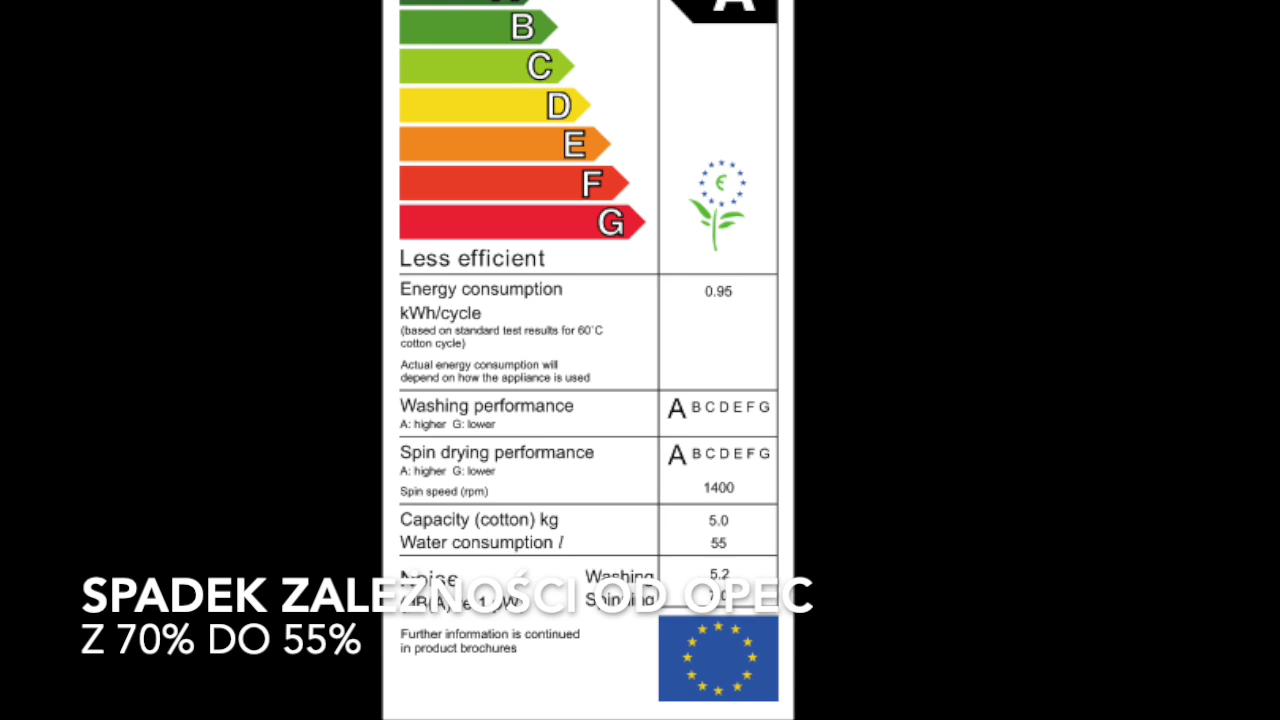 A
A
B
C
D
E
F
G
Less efficient
Energy consumption
kWh/cycle
0.95
(based on standard test results for 60°C
cotton cycle)
Actual energy consumption will
depend on how the appliance is used
Washing performance
A B C D E F G
A: higher G: lower
Spin drying performance
A B C D E F G
A: higher G: lower
Spin speed (rpm)
1400
Capacity (cotton) kg
5.0
Water consumption l
55
Noise
Washing
5.2
Spinning
SPADEK ZALEŻNOŚCI OD OPEC
Z 70% DO 55%
Further information is continued
in product brochures